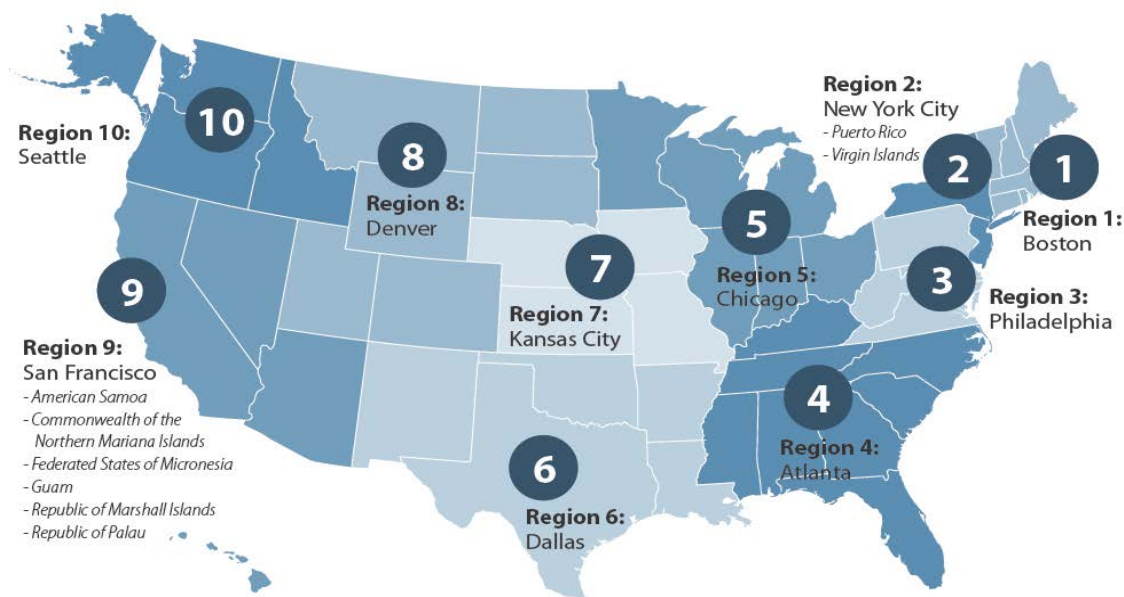 Region 2:
New York City
- Puerto Rico
- Virgin Islands
10
Region 10:
Seattle
8
Region 8:
Denver
2
1
Region 1:
Boston
5
Region 5:
Chicago
7
Region 7:
Kansas City
3
Region 3:
Philadelphia
9
Region 9:
San Francisco
- American Samoa
- Commonwealth of the
Northern Mariana Islands
- Federated States of Micronesia
- Guam
- Republic of Marshall Islands
- Republic of Palau
4
Region 4:
Atlanta
6
Region 6:
Dallas